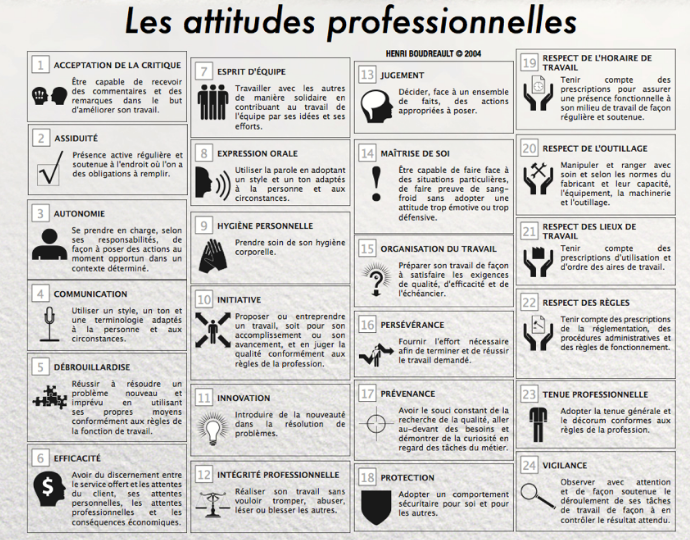 Les attitudes professionnelles
HENRI BOUDREAULT © 2004
1 ACCEPTATION DE LA CRITIQUE
Être capable de recevoir
des commentaires et des
remarques dans le but
d'améliorer son travail.
2 ASSIDUITÉ
Présence active régulière et
soutenue à l'endroit où l'on a
des obligations à remplir.
3 AUTONOMIE
Se prendre en charge, selon
ses responsabilités, de
façon à poser des actions au
moment opportun dans un
contexte déterminé.
4 COMMUNICATION
Utiliser un style, un ton et
une terminologie adaptés
à la personne et aux
circonstances.
5 DÉBROUILLARDISE
Réussir à résoudre un
problème nouveau et
imprévu en utilisant
ses propres moyens
conformément aux règles de
la fonction de travail.
6 EFFICACITÉ
$
Avoir du discernement entre
le service offert et les attentes
du client, ses attentes
personnelles, les attentes
professionnelles et les
conséquences économiques.
7 ESPRIT D'ÉQUIPE
Travailler avec les autres
de manière solidaire en
contribuant au travail de
l'équipe par ses idées et ses
efforts.
8 EXPRESSION ORALE
Utiliser la parole en adoptant
un style et un ton adaptés
à la personne et aux
circonstances.
9 HYGIÈNE PERSONNELLE
Prendre soin de son hygiène
corporelle.
10 INITIATIVE
Proposer ou entreprendre
un travail, soit pour son
accomplissement ou son
avancement, et en juger la
qualité conformément aux
règles de la profession.
11 INNOVATION
Introduire de la nouveauté
dans la résolution de
problèmes.
12 INTÉGRITÉ PROFESSIONNELLE
Réaliser son travail sans
vouloir tromper, abuser,
léser ou blesser les autres.
13 JUGEMENT
Décider, face à un ensemble
de faits, des actions
appropriées à poser.
14 MAÎTRISE DE SOI
Être capable de faire face à
des situations particulières,
de faire preuve de sang-
froid sans adopter une
attitude trop émotive ou trop
défensive.
15 ORGANISATION DU TRAVAIL
Préparer son travail de façon
à satisfaire les exigences
de qualité, d'efficacité et de
l'échéancier.
16 PERSÉVÉRANCE
Fournir l'effort nécessaire
afin de terminer et de réussir
le travail demandé.
17 PRÉVENANCE
Avoir le souci constant de la
recherche de la qualité, aller
au-devant des besoins et
démontrer de la curiosité en
regard des tâches du métier.
18 PROTECTION
Adopter un comportement
sécuritaire pour soi et pour
les autres.
19 RESPECT DE L'HORAIRE DE
TRAVAIL
Tenir compte des
prescriptions pour assurer
une présence fonctionnelle à
son milieu de travail de façon
régulière et soutenue.
20 RESPECT DE L'OUTILLAGE
Manipuler et ranger avec
soin et selon les normes du
fabricant et leur capacité,
l'équipement, la machinerie
et l'outillage.
21 RESPECT DES LIEUX DE
TRAVAIL
Tenir compte des
prescriptions d'utilisation et
d'ordre des aires de travail.
22 RESPECT DES RÈGLES
Tenir compte des prescriptions
de la réglementation, des
procédures administratives et
des règles de fonctionnement.
23 TENUE PROFESSIONNELLE
Adopter la tenue générale et
le décorum conformes aux
règles de la profession.
24 VIGILANCE
Observer avec attention
et de façon soutenue le
déroulement de ses tâches
de travail de façon à en
contrôler le résultat attendu.